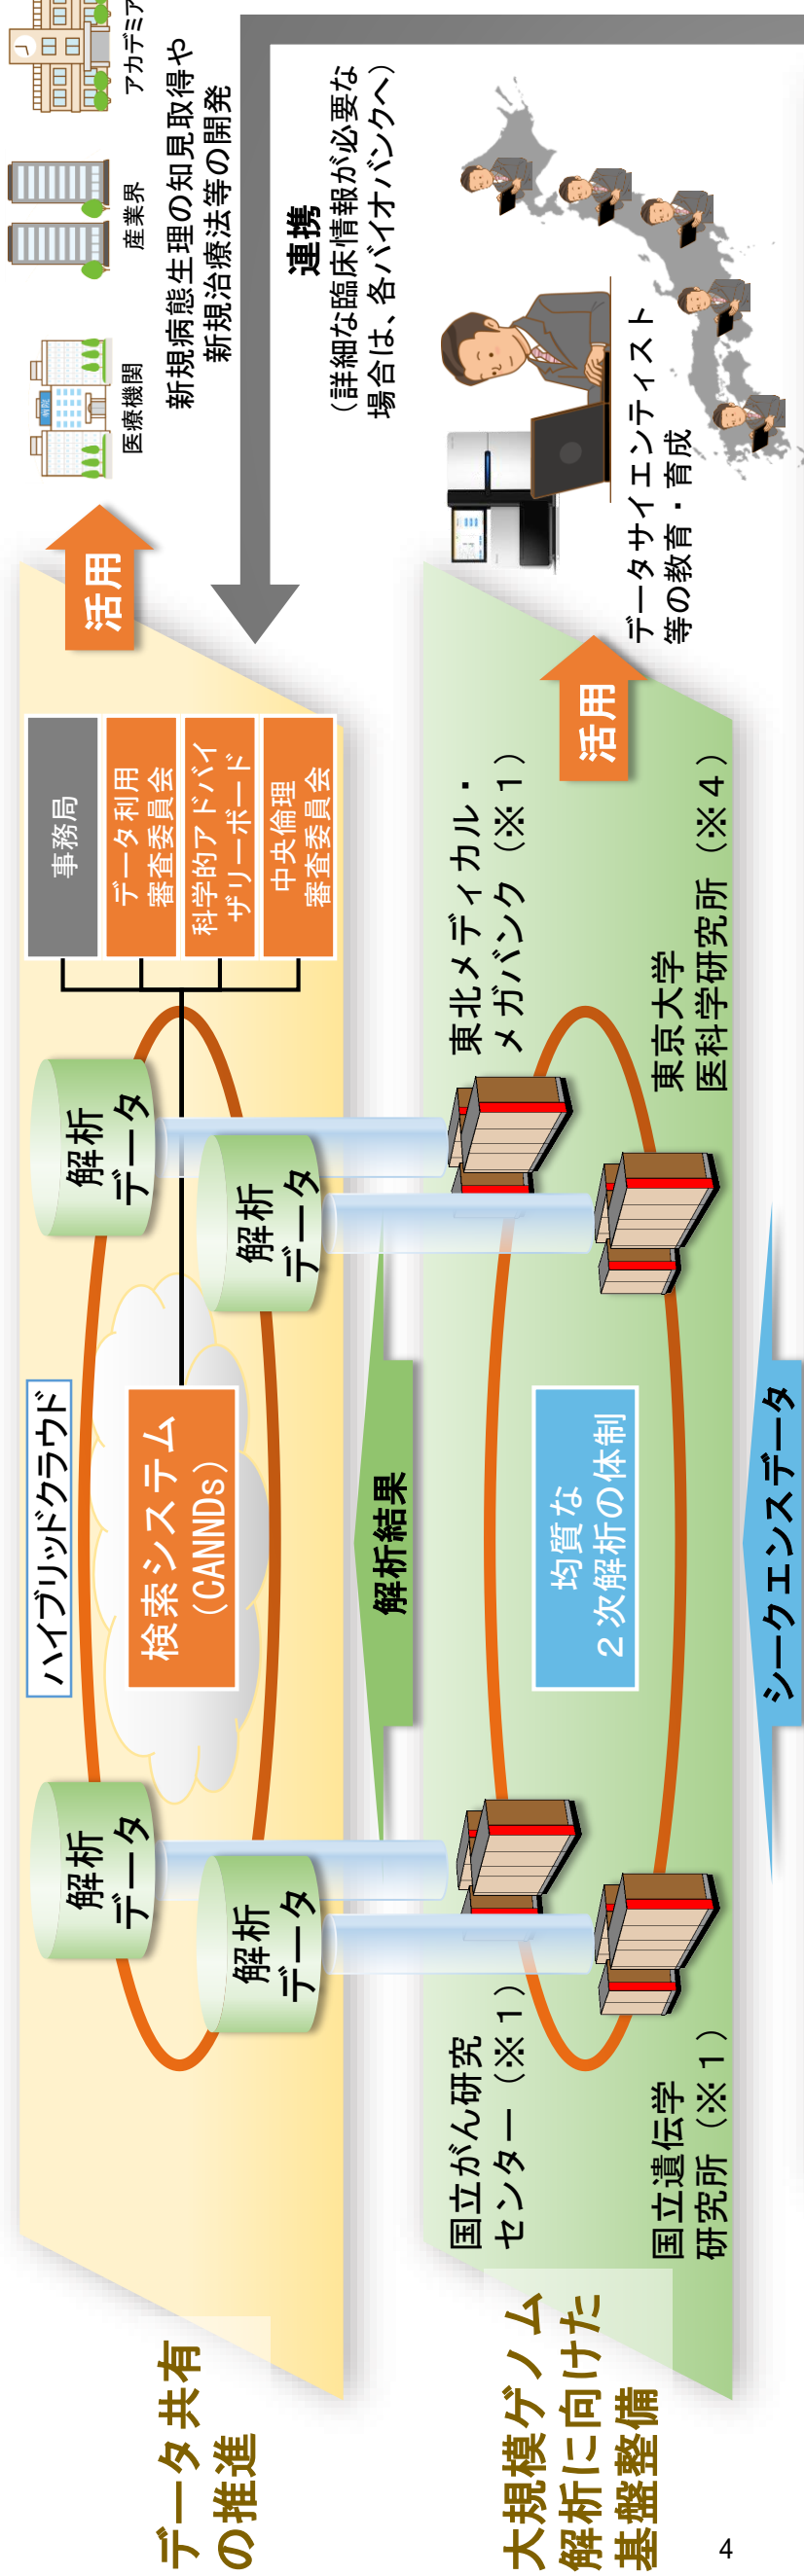 データ共有
の推進
ハイブリッドクラウド
検索システム
(CANNDs)
解析
データ
解析
データ
解析
データ
解析
データ
事務局
データ利用
審査委員会
科学的アドバイ
ザリーボード
中央倫理
審査委員会
活用
医療機関
病院
産業界
アカデミア
新規病態生理の知見取得や
新規治療法等の開発
連携
（詳細な臨床情報が必要な
場合は、各バイオバンクへ）
解析結果
大規模ゲノム
解析に向けた
基盤整備
国立がん研究
センター（※１）
国立遺伝学
研究所（※１）
均質な
２次解析の体制
東北メディカル・
メガバンク（※１）
東京大学
医科学研究所（※４）
活用
データサイエンティスト
等の教育・育成
シークエンスデータ
4